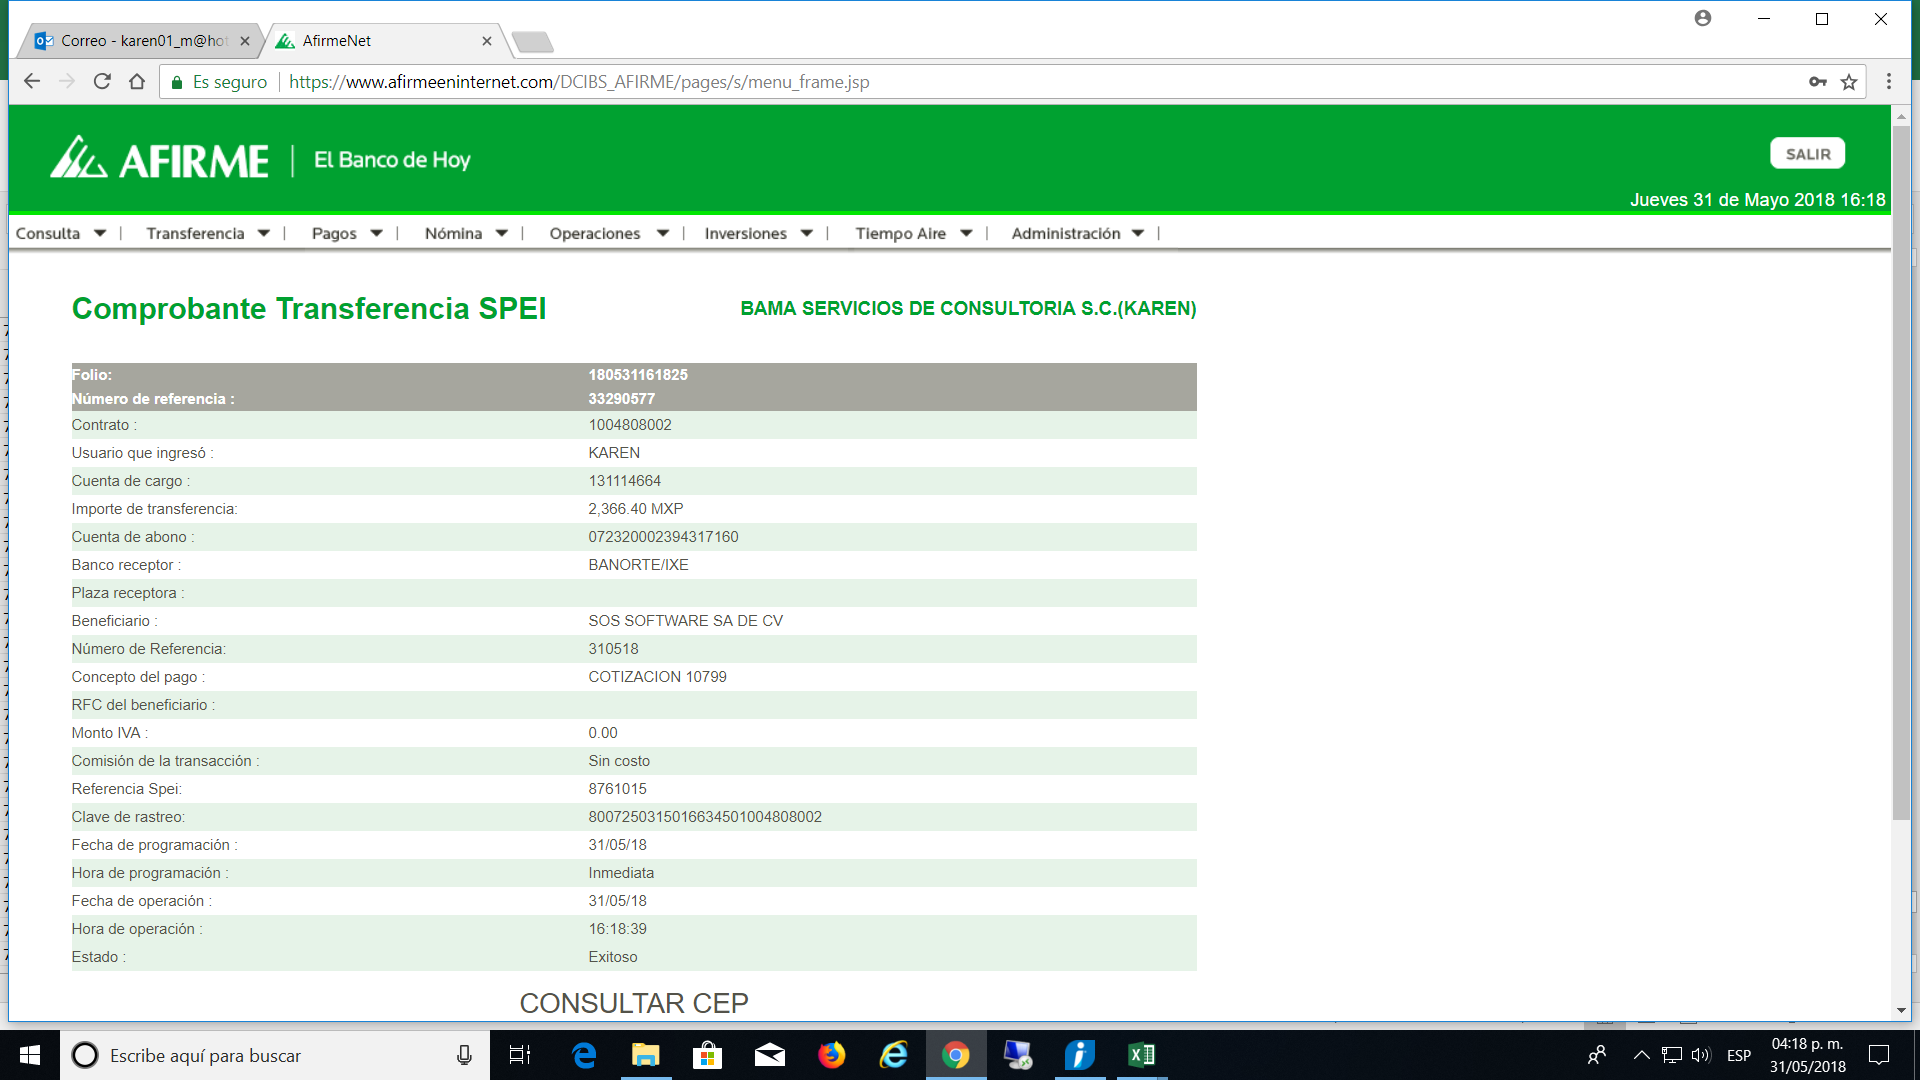 Correo - karen01_m@hot
AfirmeNet
Es seguro
https://www.afirmeeninternet.com/DCIBS_AFIRME/pages/s/menu_frame.jsp
AFIRME | El Banco de Hoy
SALIR
Jueves 31 de Mayo 2018 16:18
Consulta | Transferencia | Pagos | Nómina | Operaciones | Inversiones | Tiempo Aire | Administración |
Comprobante Transferencia SPEI
BAMA SERVICIOS DE CONSULTORIA S.C.(KAREN)
Folio: 180531161825
Número de referencia : 33290577
Contrato : 1004808002
Usuario que ingresó : KAREN
Cuenta de cargo : 131114664
Importe de transferencia: 2,366.40 MXP
Cuenta de abono : 072320002394317160
Banco receptor : BANORTE/IXE
Plaza receptora :
Beneficiario : SOS SOFTWARE SA DE CV
Número de Referencia: 310518
Concepto del pago : COTIZACION 10799
RFC del beneficiario :
Monto IVA : 0.00
Comisión de la transacción : Sin costo
Referencia Spei: 8761015
Clave de rastreo: 8007250315016634501004808002
Fecha de programación : 31/05/18
Hora de programación : Inmediata
Fecha de operación : 31/05/18
Hora de operación : 16:18:39
Estado : Exitoso
CONSULTAR CEP
Escribe aquí para buscar
ESP
04:18 p. m.
31/05/2018